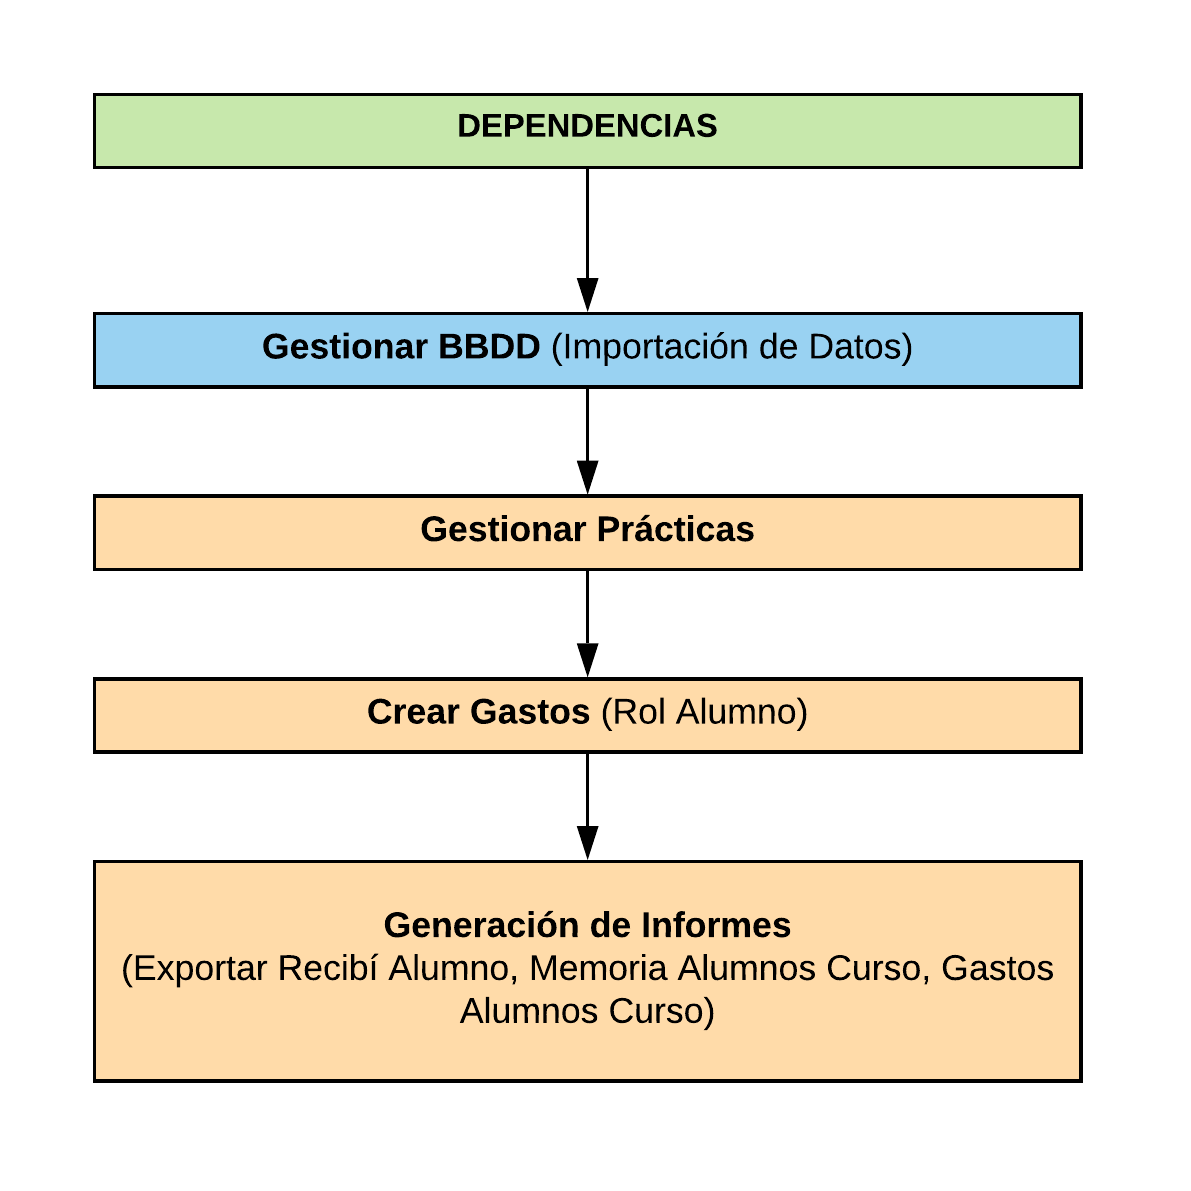 DEPENDENCIAS
Gestionar BBDD (Importación de Datos)
Gestionar Prácticas
Crear Gastos (Rol Alumno)
Generación de Informes
(Exportar Recibí Alumno, Memoria Alumnos Curso, Gastos
Alumnos Curso)